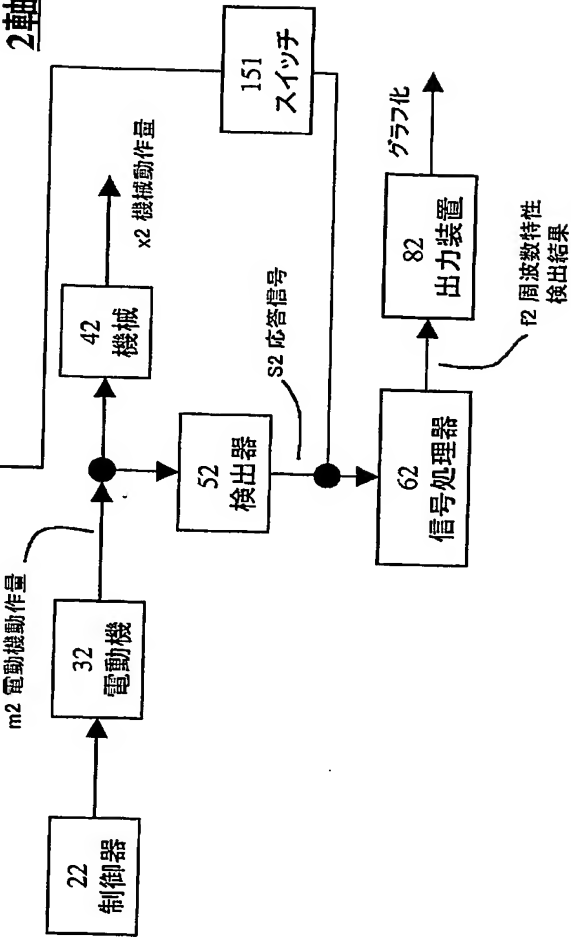 2軸
151
スイッチ
x2 機械動作量
42
機械
グラフ化
82
出力装置
f2 周波数特性
検出結果
S2 応答信号
52
検出器
62
信号処理器
m2 電動機動作量
32
電動機
22
制御器